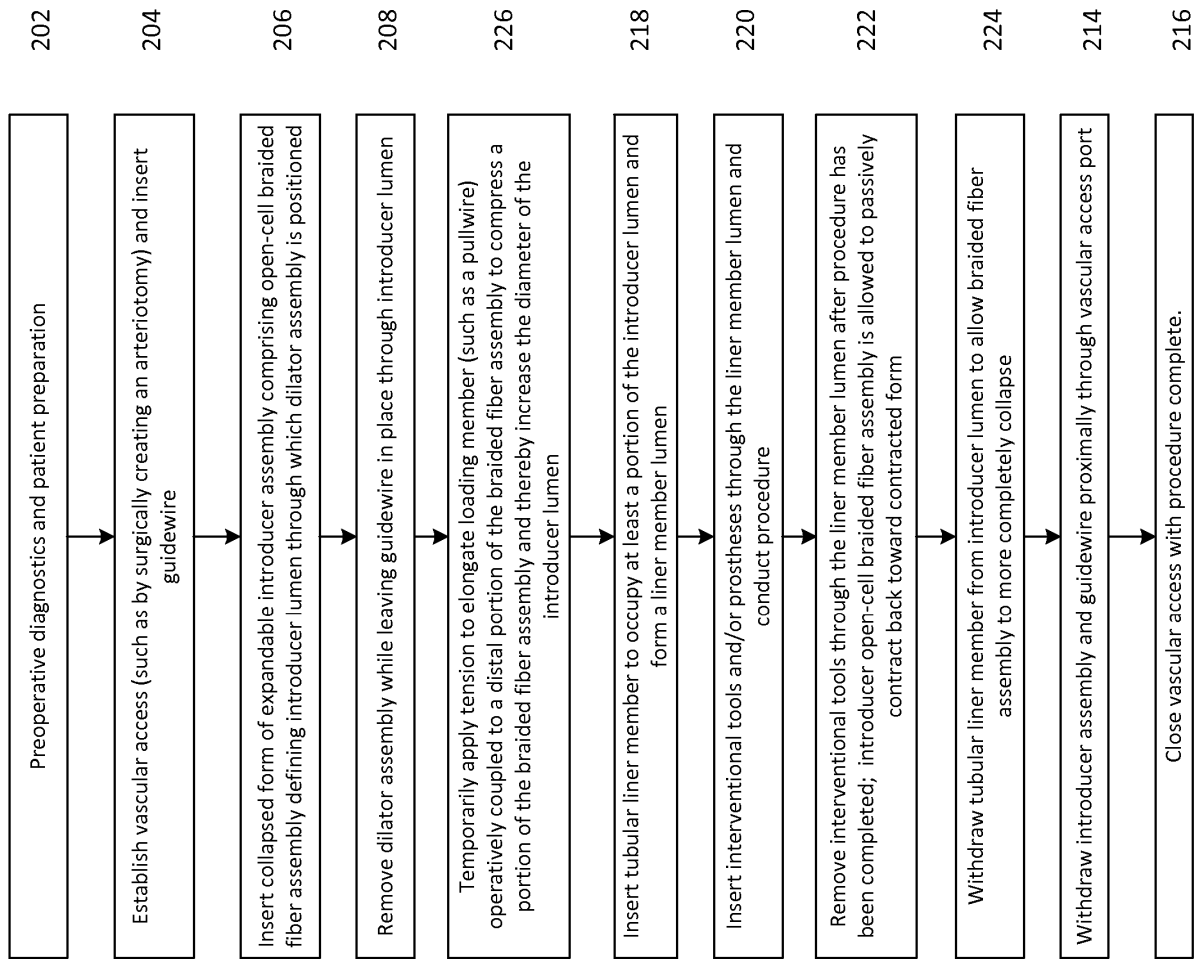 Preoperative diagnostics and patient preparation
202
Establish vascular access (such as by surgically creating an arteriotomy) and insert
guidewire
204
Insert collapsed form of expandable introducer assembly comprising open-cell braided
fiber assembly defining introducer lumen through which dilator assembly is positioned
206
Remove dilator assembly while leaving guidewire in place through introducer lumen
208
Temporarily apply tension to elongate loading member (such as a pullwire)
operatively coupled to a distal portion of the braided fiber assembly to compress a
portion of the braided fiber assembly and thereby increase the diameter of the
introducer lumen
226
Insert tubular liner member to occupy at least a portion of the introducer lumen and
form a liner member lumen
218
Insert interventional tools and/or prostheses through the liner member lumen and
conduct procedure
220
Remove interventional tools through the liner member lumen after procedure has
been completed; introducer open-cell braided fiber assembly is allowed to passively
contract back toward contracted form
222
Withdraw tubular liner member from introducer lumen to allow braided fiber
assembly to more completely collapse
224
Withdraw introducer assembly and guidewire proximally through vascular access port
214
Close vascular access with procedure complete.
216